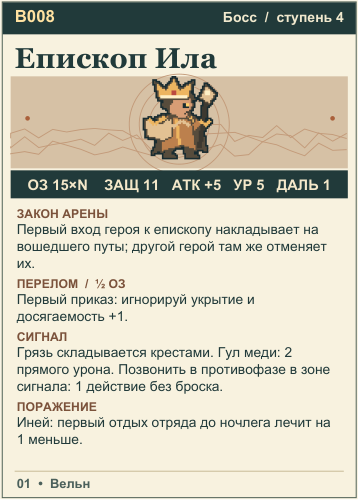 B008
Босс / ступень 4
Епископ Ила
ОЗ 15×N ЗАЩ 11 АТК +5 УР 5 ДАЛЬ 1
ЗАКОН АРЕНЫ
Первый вход героя к епископу накладывает на
вошедшего путы; другой герой там же отменяет
их.
ПЕРЕЛОМ / ½ ОЗ
Первый приказ: игнорируй укрытие и
досягаемость +1.
СИГНАЛ
Грязь складывается крестами. Гул меди: 2
прямого урона. Позвонить в противофазе в зоне
сигнала: 1 действие без броска.
ПОРАЖЕНИЕ
Иней: первый отдых отряда до ночлега лечит на
1 меньше.
01 • Вельн